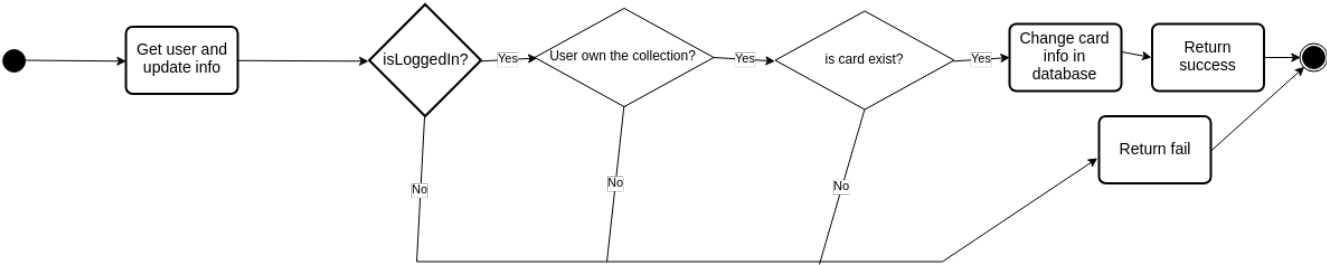 Get user and
update info
isLoggedIn?
Yes
User own the collection?
Yes
is card exist?
Yes
Change card
info in
database
Return
success
Return fail
No
No
No